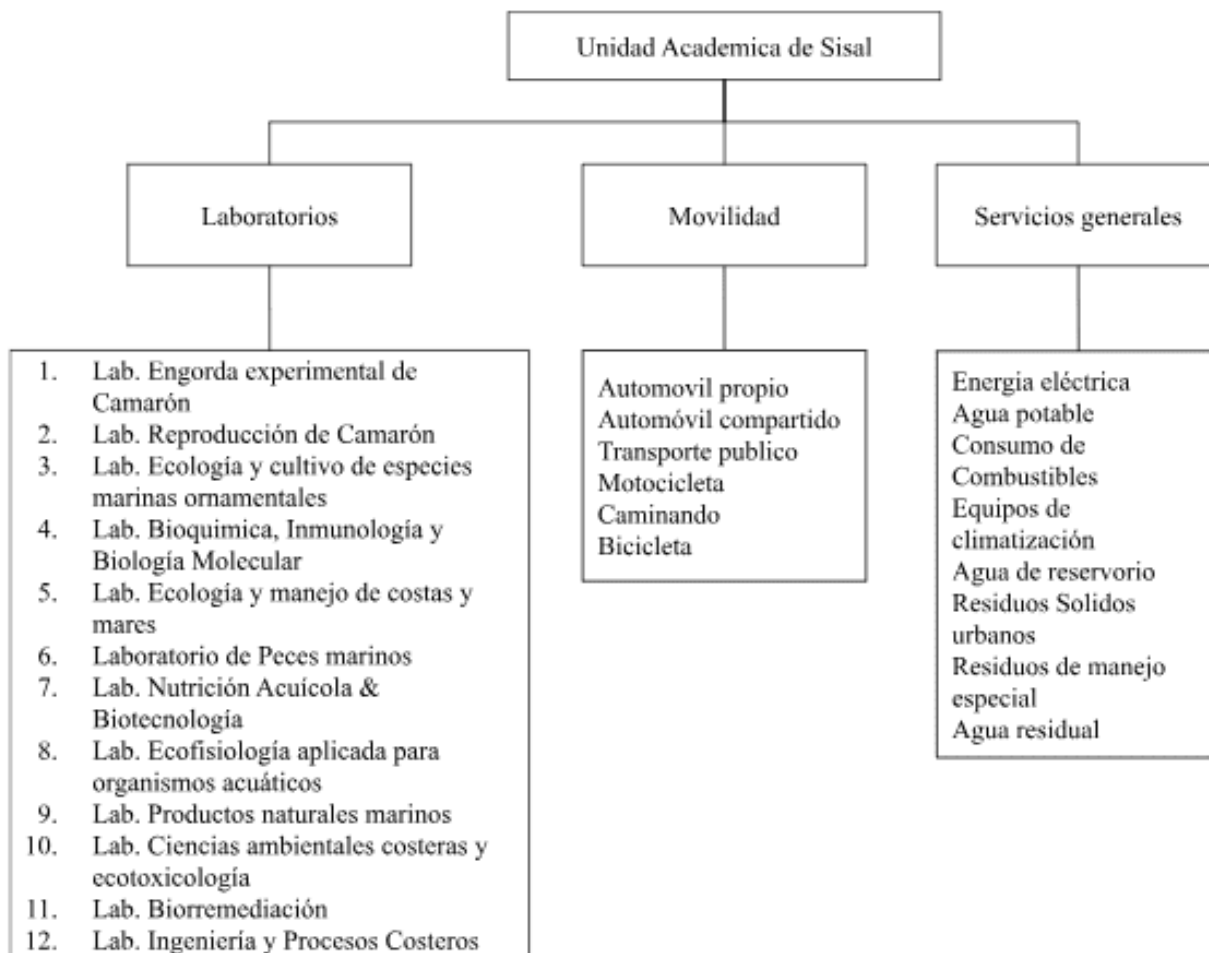 Unidad Academica de Sisal
Laboratorios
Movilidad
Servicios generales
1. Lab. Engorda experimental de
Camarón
2. Lab. Reproducción de Camarón
3. Lab. Ecología y cultivo de especies
marinas ornamentales
4. Lab. Bioquimica, Inmunología y
Biología Molecular
5. Lab. Ecología y manejo de costas y
mares
6. Laboratorio de Peces marinos
7. Lab. Nutrición Acuícola &
Biotecnología
8. Lab. Ecofisiología aplicada para
organismos acuáticos
9. Lab. Productos naturales marinos
10. Lab. Ciencias ambientales costeras y
ecotoxicología
11. Lab. Biorremediación
12. Lab. Ingeniería y Procesos Costeros
Automovil propio
Automóvil compartido
Transporte publico
Motocicleta
Caminando
Bicicleta
Energia eléctrica
Agua potable
Consumo de
Combustibles
Equipos de
climatización
Agua de reservorio
Residuos Solidos
urbanos
Residuos de manejo
especial
Agua residual